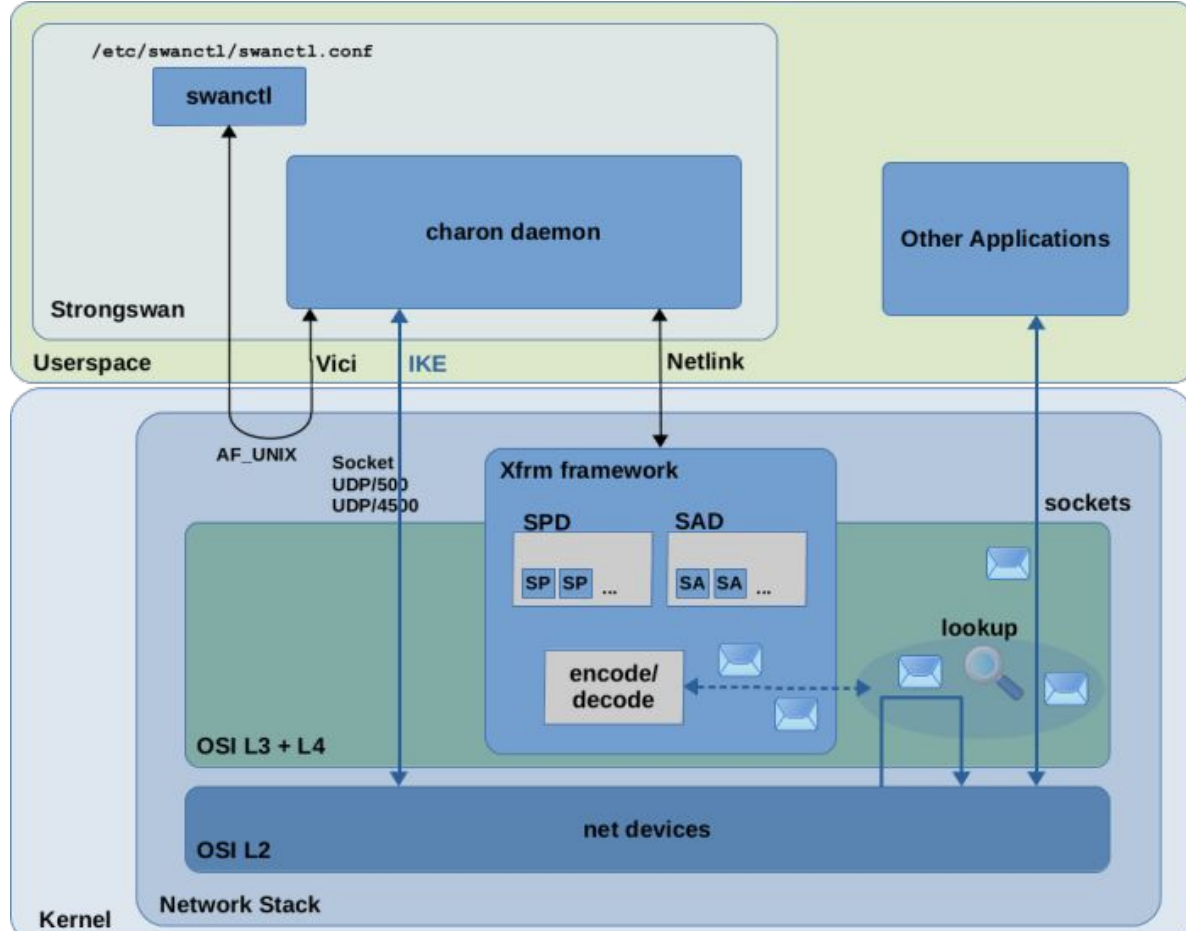 /etc/swanctl/swanctl.conf
swanctl
charon daemon
Other Applications
Strongswan
Userspace
Vici
IKE
Netlink
AF_UNIX
Socket
UDP/500
UDP/4500
Xfrm framework
sockets
SPD
SAD
SP SP ...
SA SA ...
lookup
encode/
decode
OSI L3 + L4
net devices
OSI L2
Network Stack
Kernel